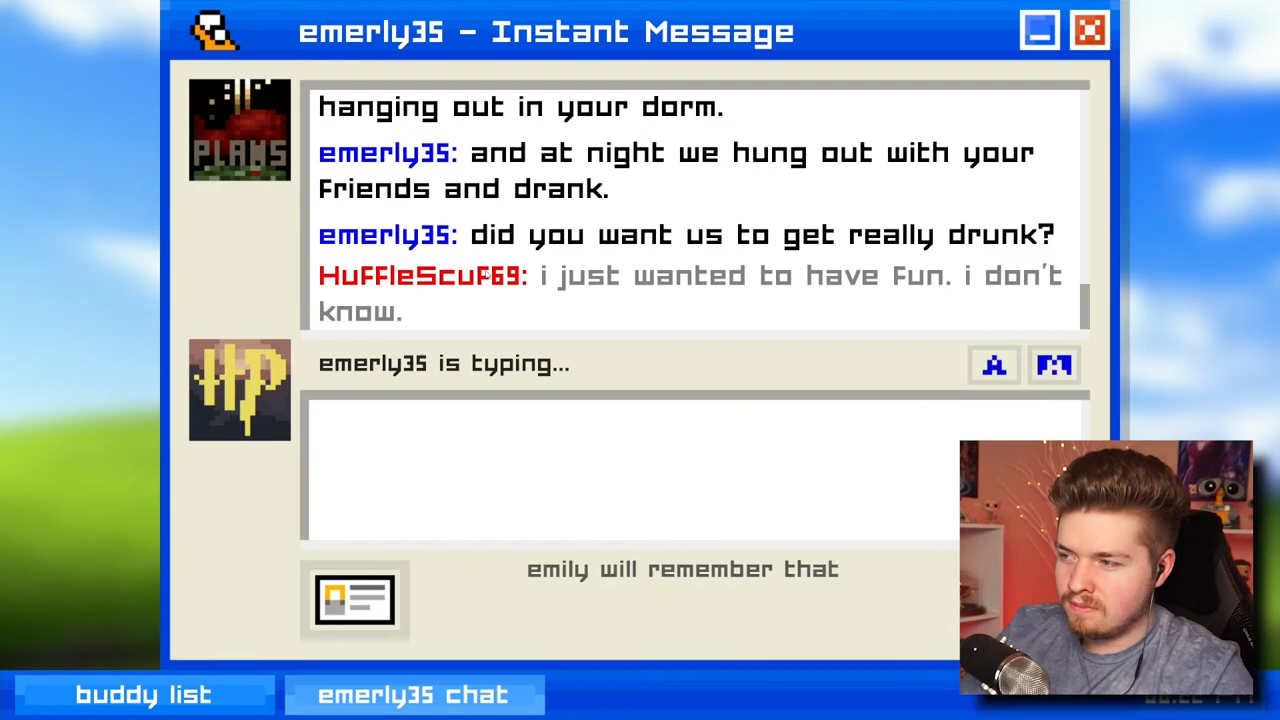 emerly35 - Instant Message
hanging out in your dorm.
PLANS
emerly35: and at night we hung out with your
friends and drank.
emerly35: did you want us to get really drunk?
HuffleScuf69: i just wanted to have fun. i don't
know.
HP
emerly35 is typing...
A
emily will remember that
buddy list
emerly35 chat